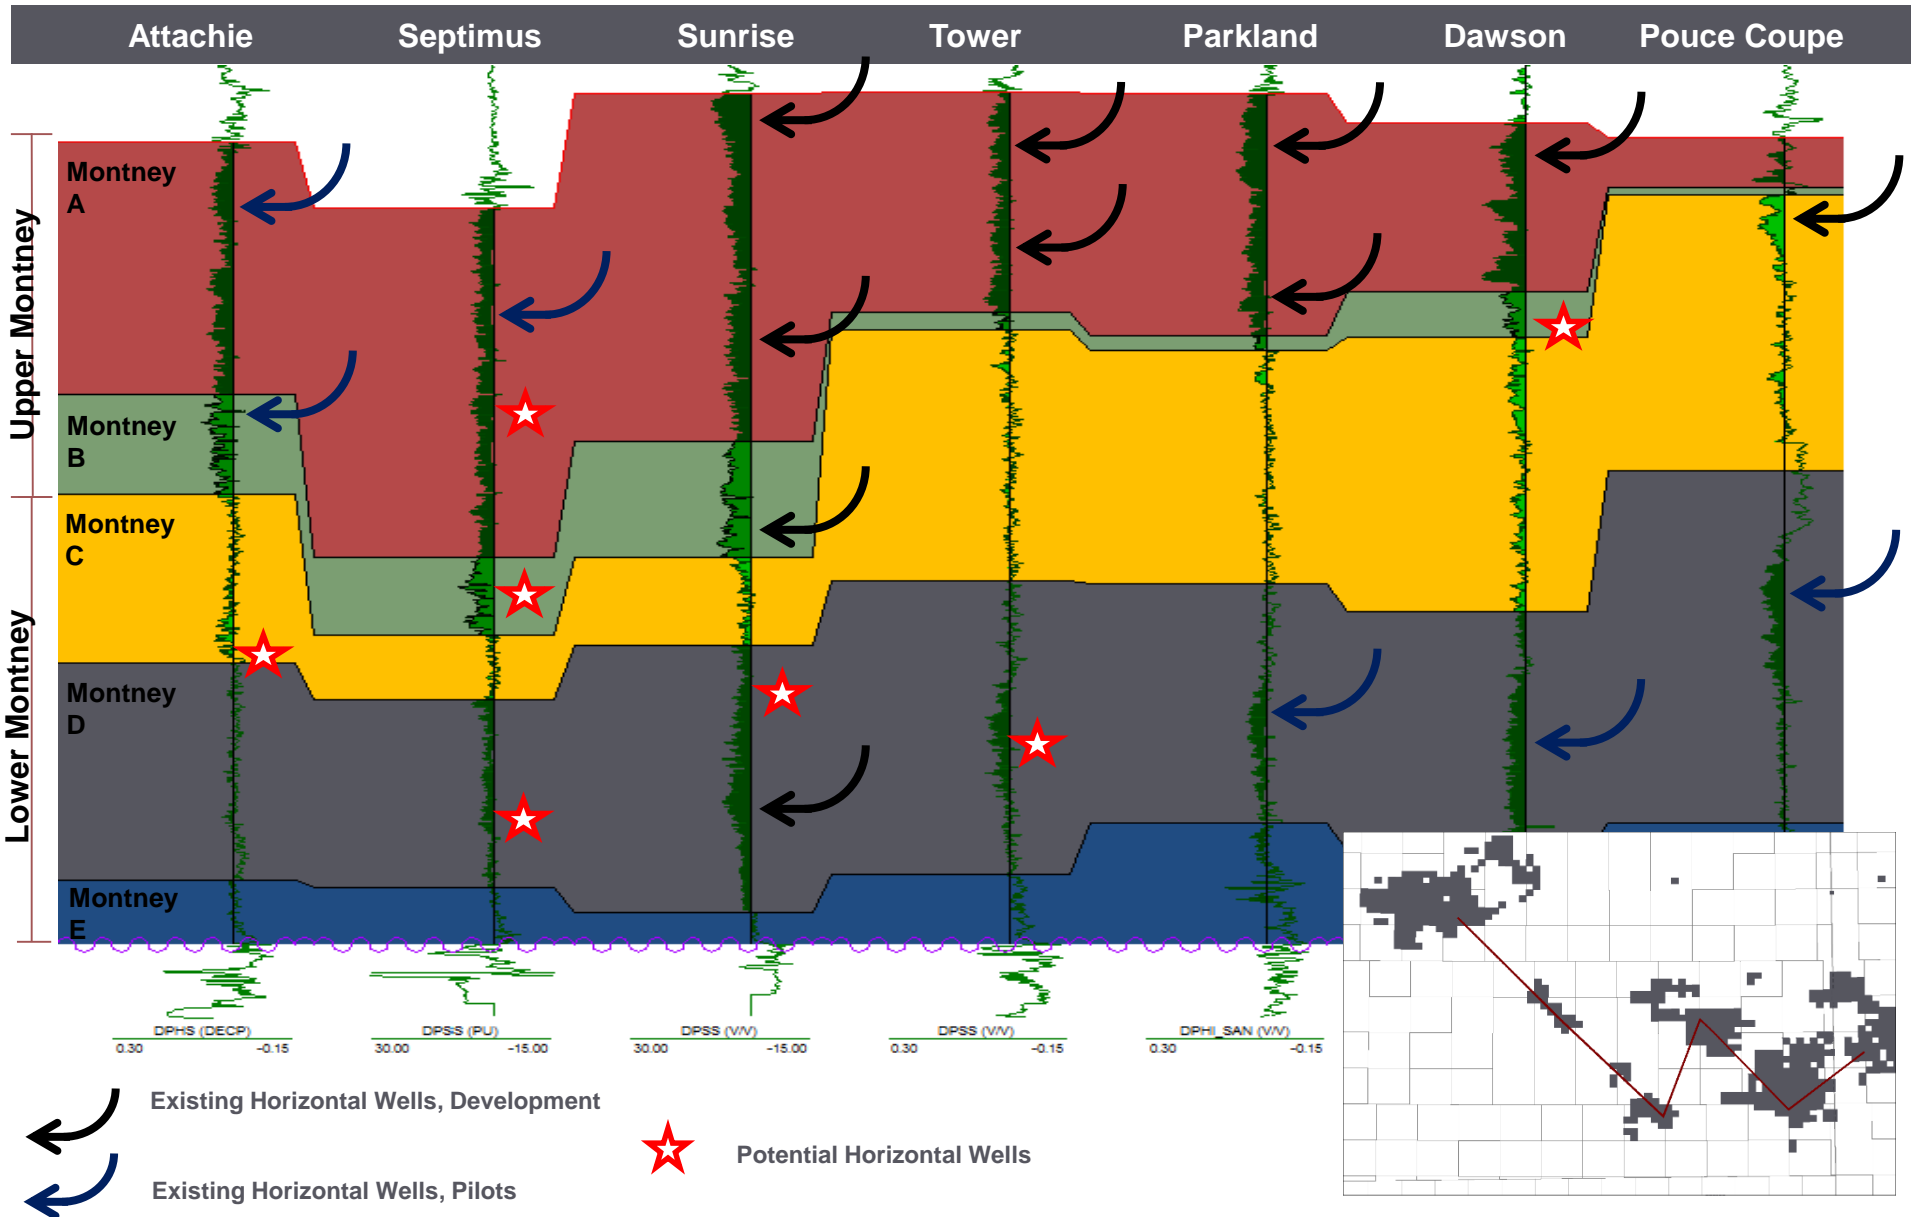 Attachie Septimus Sunrise Tower Parkland Dawson Pouce Coupe
Upper Montney
Lower Montney
Montney
A
Montney
B
Montney
C
Montney
D
Montney
E
DPHS (DECP)
0.30 -0.15
DPSS (PU)
30.00 -15.00
DPSS (V/V)
30.00 -15.00
DPSS (V/V)
0.30 -0.15
DPHI_SAN (V/V)
0.30 -0.15
Existing Horizontal Wells, Development
Existing Horizontal Wells, Pilots
Potential Horizontal Wells